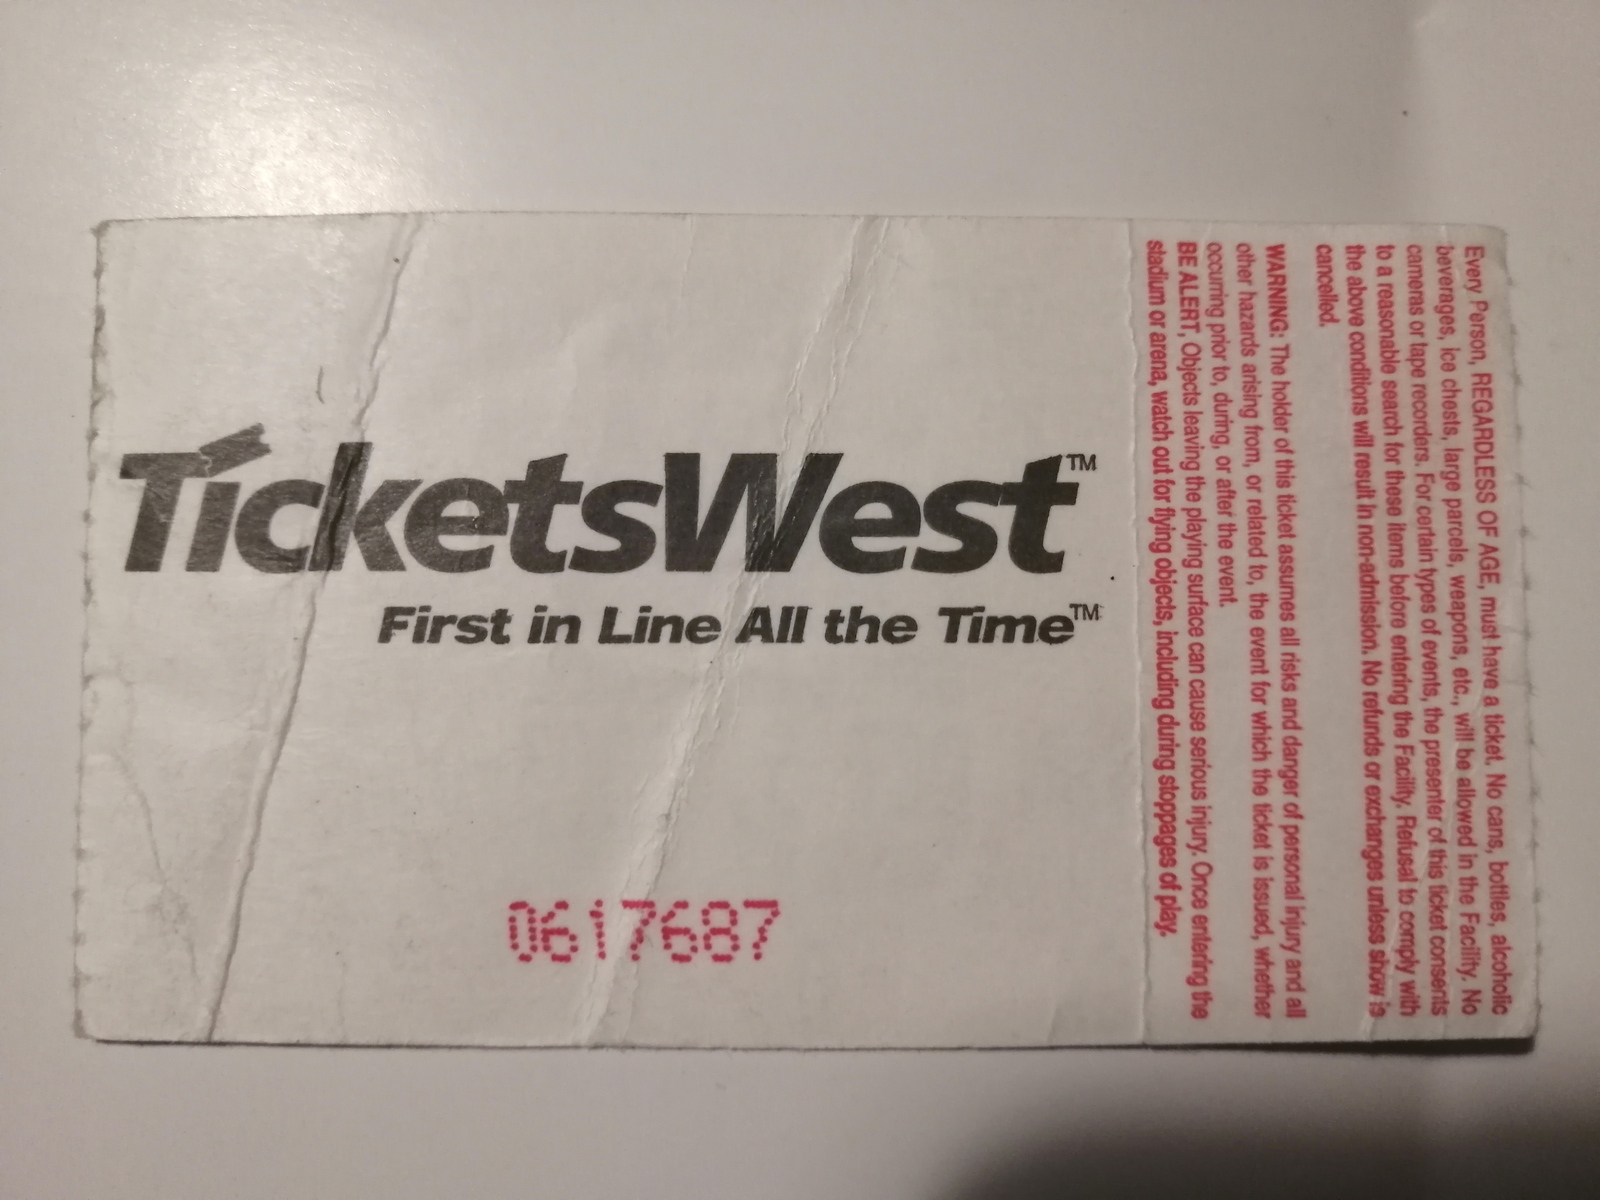 TicketsWest™
First in Line All the Time™
0617687
Every Person, REGARDLESS OF AGE, must have a ticket. No cans, bottles, alcoholic
beverages, ice chests, large parcels, weapons, etc., will be allowed in the Facility. No
cameras or tape recorders. For certain types of events, the presenter of this ticket consents
to a reasonable search for these items before entering the Facility. Refusal to comply with
the above conditions will result in non-admission. No refunds or exchanges unless show is
cancelled.
WARNING: The holder of this ticket assumes all risks and danger of personal injury and all
other hazards arising from, or related to, the event for which the ticket is issued, whether
occurring prior to, during, or after the event.
BE ALERT, Objects leaving the playing surface can cause serious injury. Once entering the
stadium or arena, watch out for flying objects, including during stoppages of play.